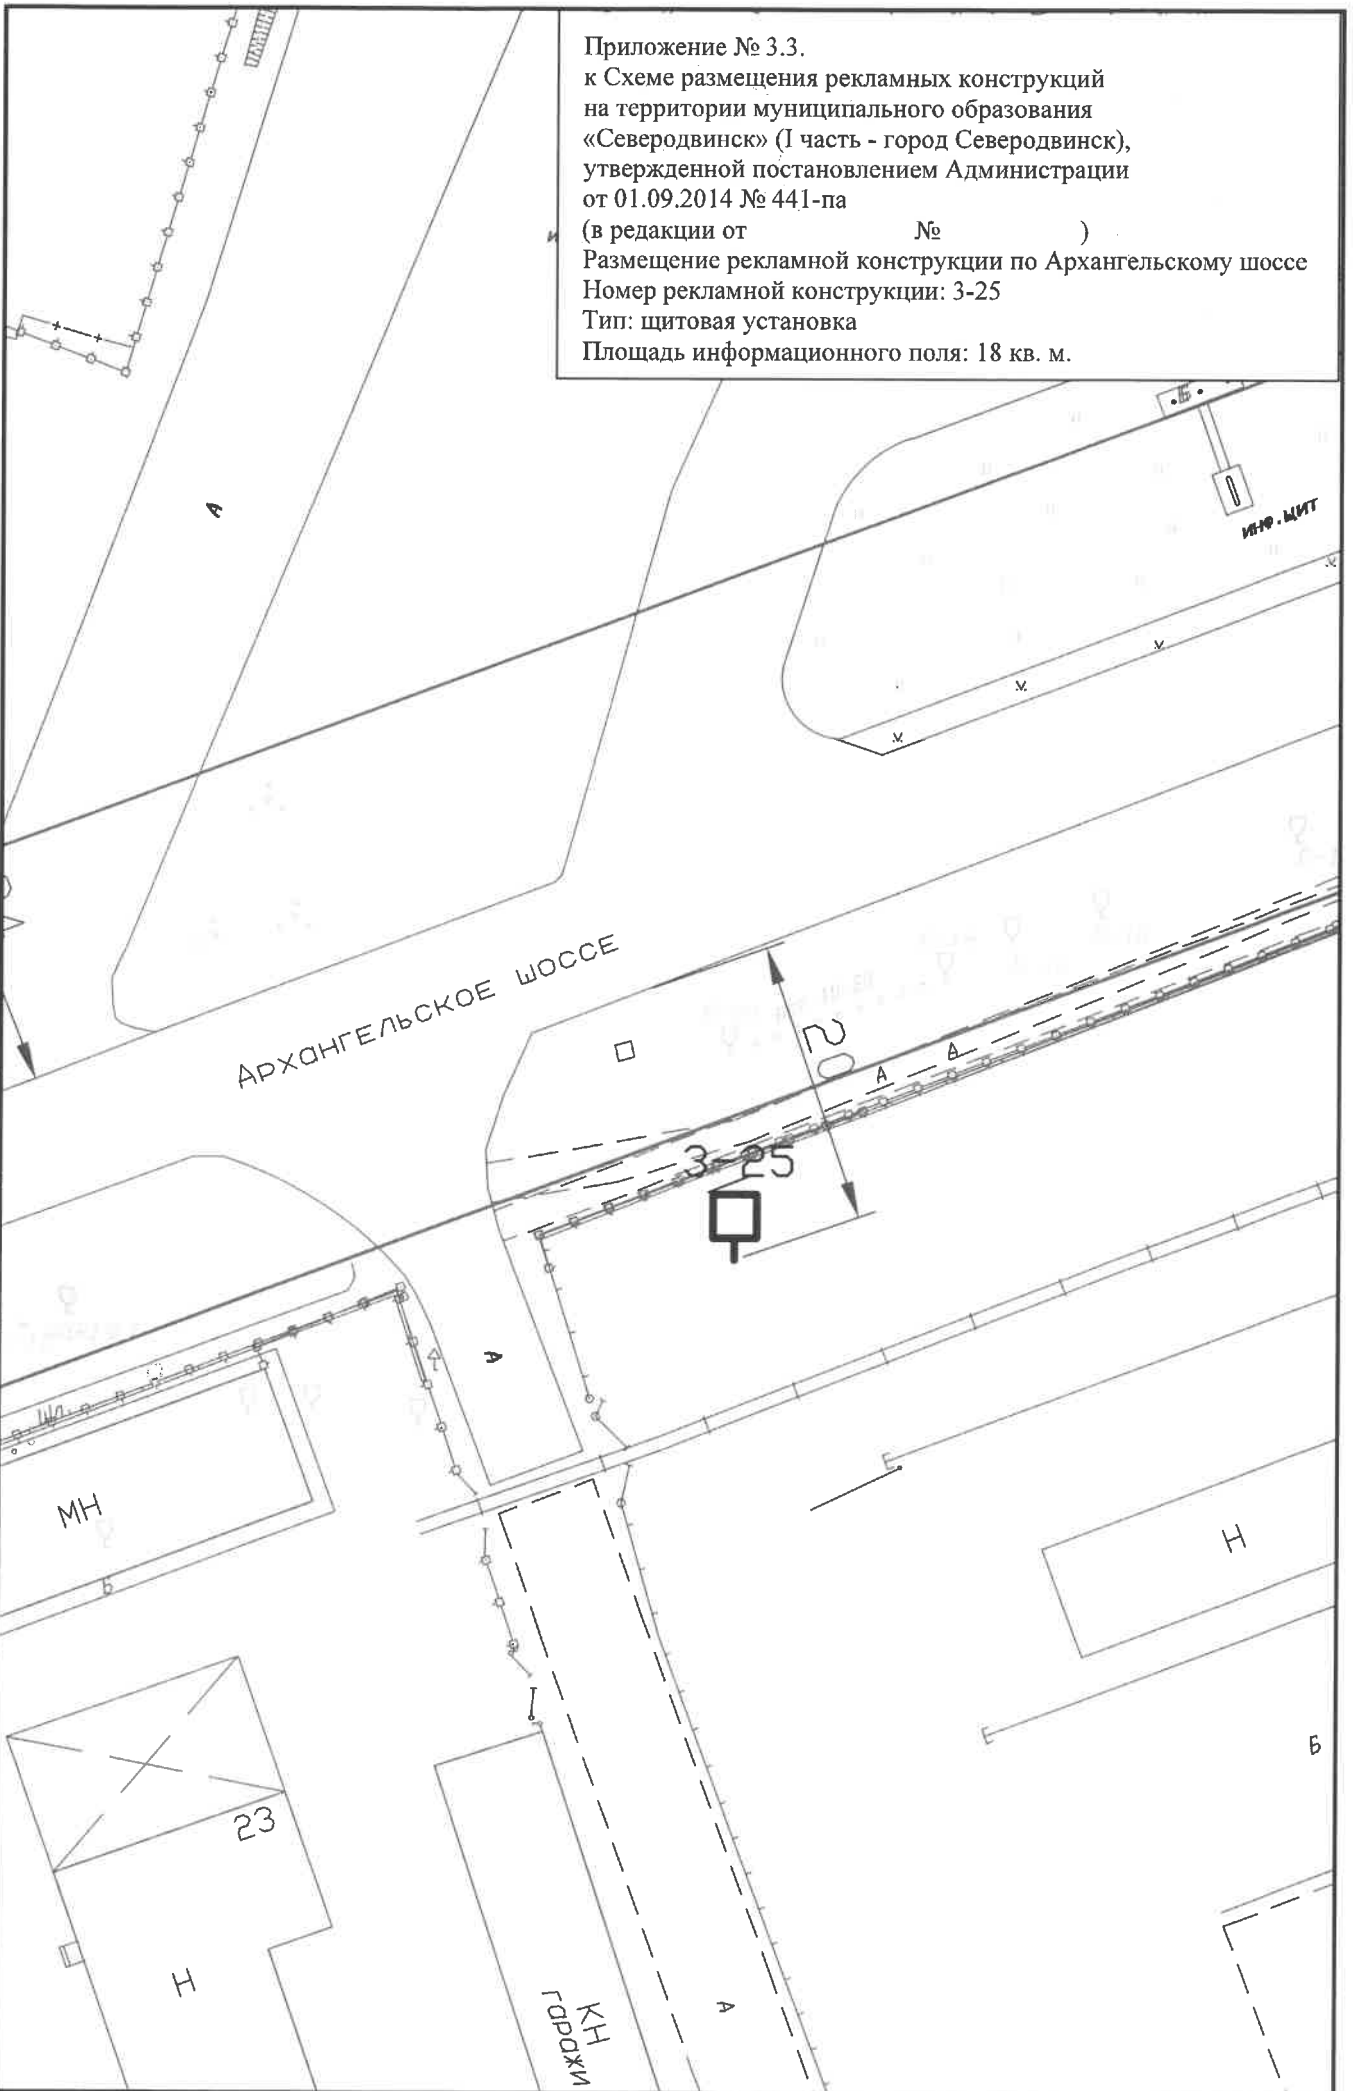 Приложение № 3.3.
к Схеме размещения рекламных конструкций
на территории муниципального образования
«Северодвинск» (I часть - город Северодвинск),
утвержденной постановлением Администрации
от 01.09.2014 № 441-па
(в редакции от № )
Размещение рекламной конструкции по Архангельскому шоссе
Номер рекламной конструкции: 3-25
Тип: щитовая установка
Площадь информационного поля: 18 кв. м.
Б
А
инф.щит
Архангельское шоссе
20
А
А
3-25
А
МН
Н
Б
23
Н
КН
гаражи
А